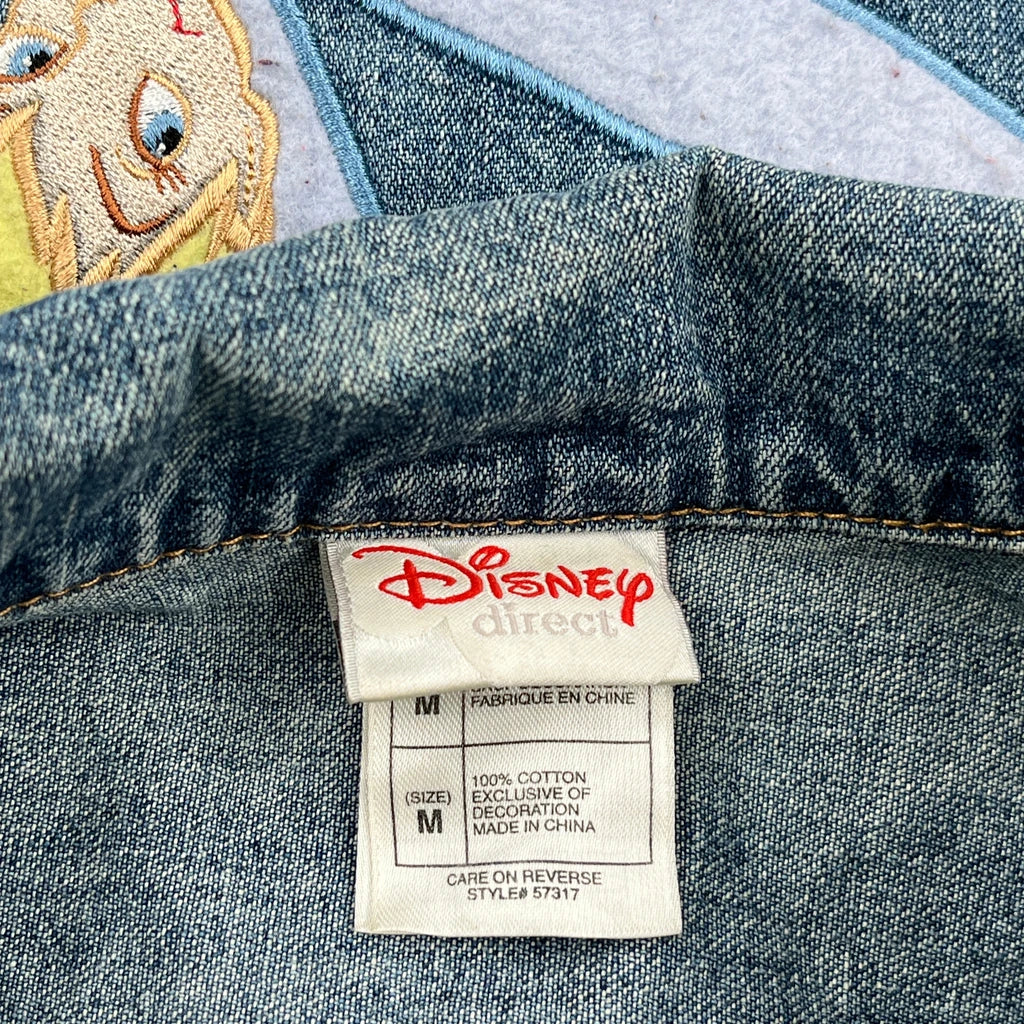 Disney
direct
M
FABRIQUE EN CHINE
(SIZE)
M
100% COTTON
EXCLUSIVE OF
DECORATION
MADE IN CHINA
CARE ON REVERSE
STYLE# 57317